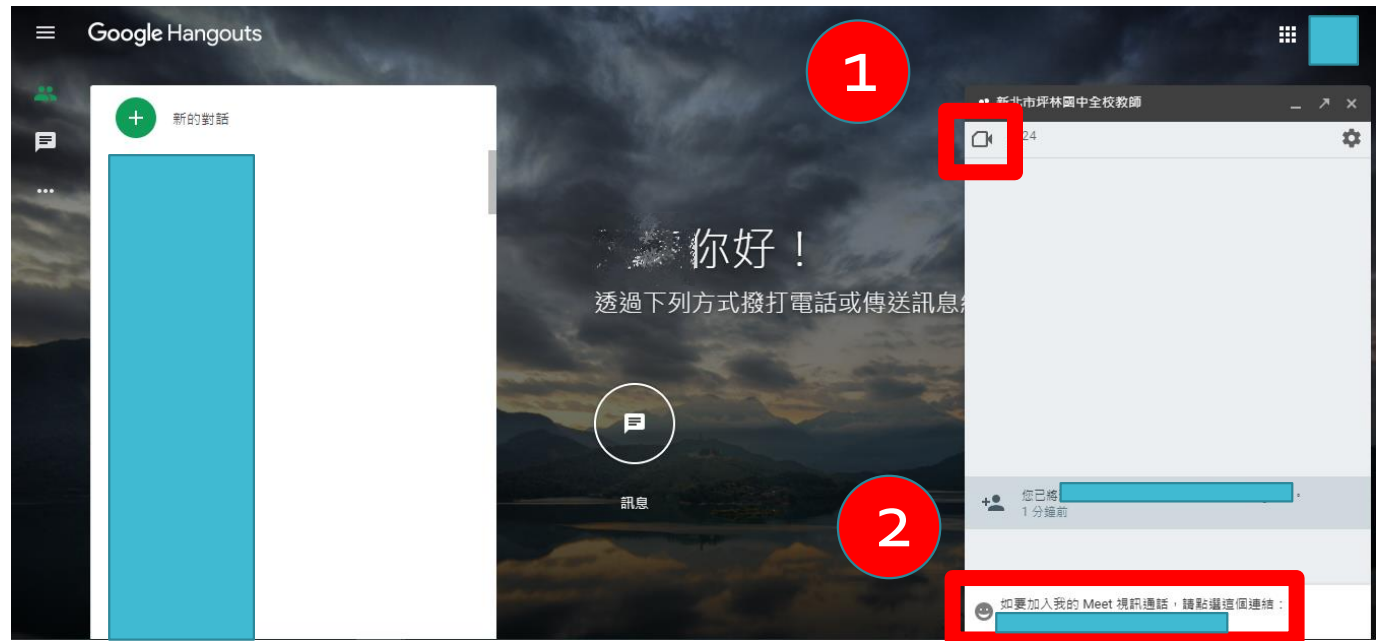 Google Hangouts
1
新北市坪林國中全校教師
新的對話
24
你好！
透過下列方式撥打電話或傳送訊息
訊息
2
您已將
1 分鐘前
如要加入我的 Meet 視訊通話，請點選這個連結：